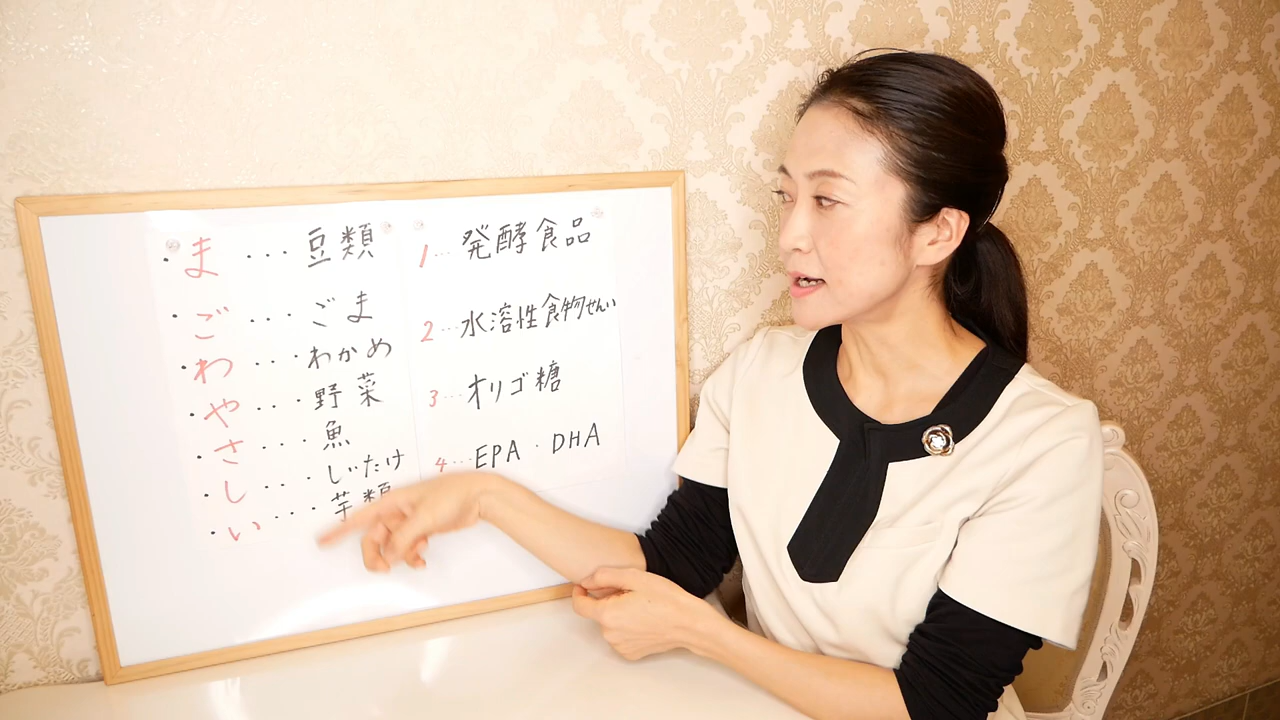 ・ま・・・豆類
・ご・・・ごま
・わ・・・わかめ
・や・・・野菜
・さ・・・魚
・し・・・しいたけ
・い・・・芋類
1…発酵食品
2…水溶性食物せんい
3…オリゴ糖
4…EPA・DHA